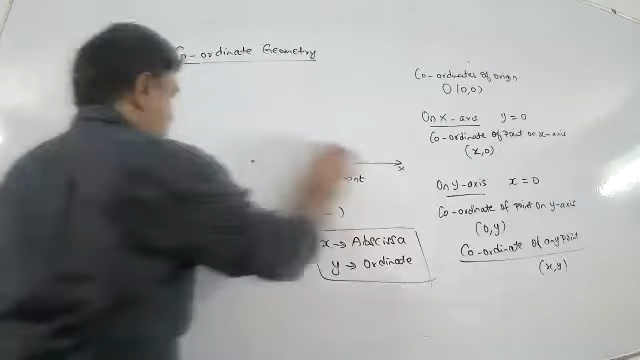 Co-ordinate Geometry
x
x → Abscissa
y → Ordinate
Co-ordinates of origin
O (0,0)
On x-axis y = 0
Co-ordinate of point on x-axis
(x,0)
On y-axis x = 0
Co-ordinate of point on y-axis
(0,y)
Co-ordinate of any point
(x,y)